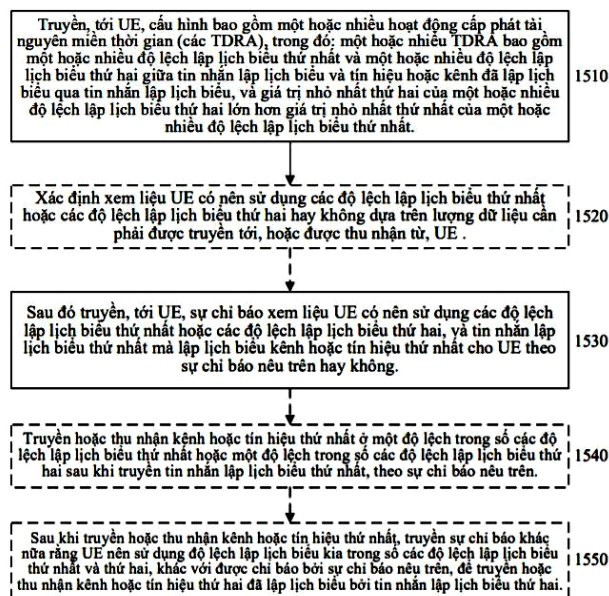 Truyền, tới UE, cấu hình bao gồm một hoặc nhiều hoạt động cấp phát tài
nguyên miền thời gian (các TDRA), trong đó: một hoặc nhiều TDRA bao gồm
một hoặc nhiều độ lệch lập lịch biểu thứ nhất và một hoặc nhiều độ lệch lập
lịch biểu thứ hai giữa tin nhắn lập lịch biểu và tín hiệu hoặc kênh đã lập lịch
biểu qua tin nhắn lập lịch biểu, và giá trị nhỏ nhất thứ hai của một hoặc nhiều
độ lệch lập lịch biểu thứ hai lớn hơn giá trị nhỏ nhất thứ nhất của một hoặc
nhiều độ lệch lập lịch biểu thứ nhất.
1510
Xác định xem liệu UE có nên sử dụng các độ lệch lập lịch biểu thứ nhất
hoặc các độ lệch lập lịch biểu thứ hai hay không dựa trên lượng dữ liệu cần
phải được truyền tới, hoặc được thu nhận từ, UE .
1520
Sau đó truyền, tới UE, sự chỉ báo xem liệu UE có nên sử dụng các độ lệch
lập lịch biểu thứ nhất hoặc các độ lệch lập lịch biểu thứ hai, và tin nhắn lập
lịch biểu thứ nhất mà lập lịch biểu kênh hoặc tín hiệu thứ nhất cho UE theo
sự chỉ báo nêu trên hay không.
1530
Truyền hoặc thu nhận kênh hoặc tín hiệu thứ nhất ở một độ lệch trong số các độ
lệch lập lịch biểu thứ nhất hoặc một độ lệch trong số các độ lệch lập lịch biểu thứ
hai sau khi truyền tin nhắn lập lịch biểu thứ nhất, theo sự chỉ báo nêu trên.
1540
Sau khi truyền hoặc thu nhận kênh hoặc tín hiệu thứ nhất, truyền sự chỉ báo khác
nữa rằng UE nên sử dụng độ lệch lập lịch biểu kia trong số các độ lệch lập lịch biểu
thứ nhất và thứ hai, khác với được chỉ báo bởi sự chỉ báo nêu trên, để truyền hoặc
thu nhận kênh hoặc tín hiệu thứ hai đã lập lịch biểu bởi tin nhắn lập lịch biểu thứ hai.
1550